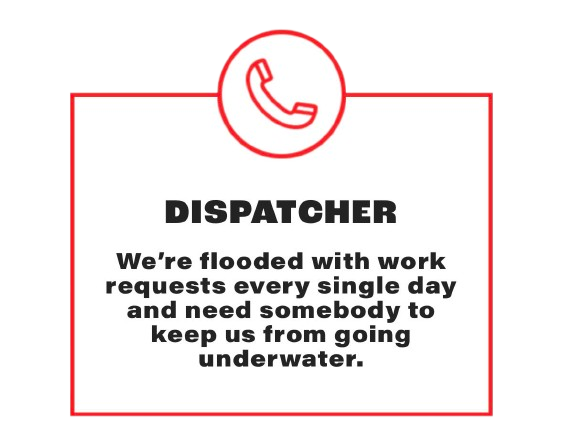 DISPATCHER
We're flooded with work
requests every single day
and need somebody to
keep us from going
underwater.